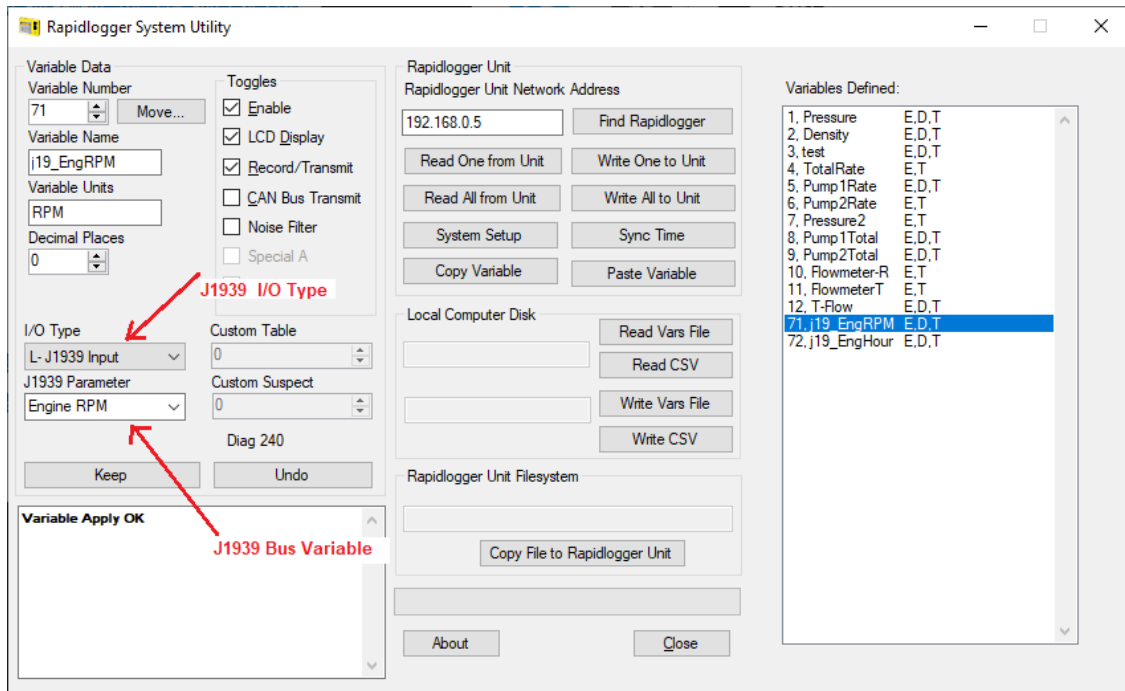 Rapidlogger System Utility
Variable Data
Variable Number
71
Move...
Variable Name
j19_EngRPM
Variable Units
RPM
Decimal Places
0
Toggles
Enable
LCD Display
Record/Transmit
CAN Bus Transmit
Noise Filter
Special A
J1939 I/O Type
I/O Type
L- J1939 Input
Custom Table
0
J1939 Parameter
Engine RPM
Custom Suspect
0
Diag 240
Keep
Undo
Variable Apply OK
J1939 Bus Variable
Rapidlogger Unit
Rapidlogger Unit Network Address
192.168.0.5
Find Rapidlogger
Read One from Unit
Write One to Unit
Read All from Unit
Write All to Unit
System Setup
Sync Time
Copy Variable
Paste Variable
Local Computer Disk
Read Vars File
Read CSV
Write Vars File
Write CSV
Rapidlogger Unit Filesystem
Copy File to Rapidlogger Unit
About
Close
Variables Defined:
1, Pressure E,D,T
2, Density E,D,T
3, test E,D,T
4, TotalRate E,T
5, Pump1Rate E,D,T
6, Pump2Rate E,T
7, Pressure2 E,T
8, Pump1Total E,D,T
9, Pump2Total E,D,T
10, Flowmeter-R E,T
11, FlowmeterT E,T
12, T-Flow E,D,T
71, j19_EngRPM E,D,T
72, j19_EngHour E,D,T